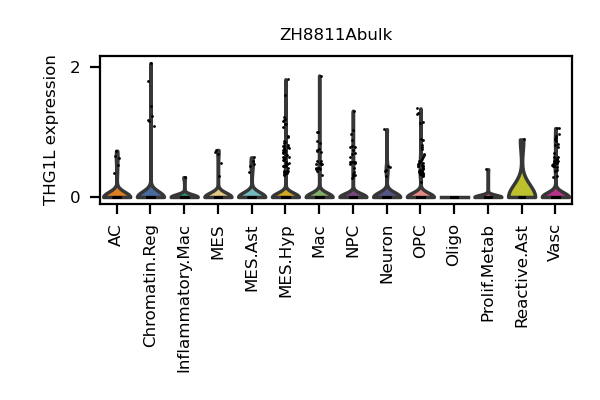 ZH8811Abulk
THG1L expression
2
0
AC
Chromatin.Reg
Inflammatory.Mac
MES
MES.Ast
MES.Hyp
Mac
NPC
Neuron
OPC
Oligo
Prolif.Metab
Reactive.Ast
Vasc